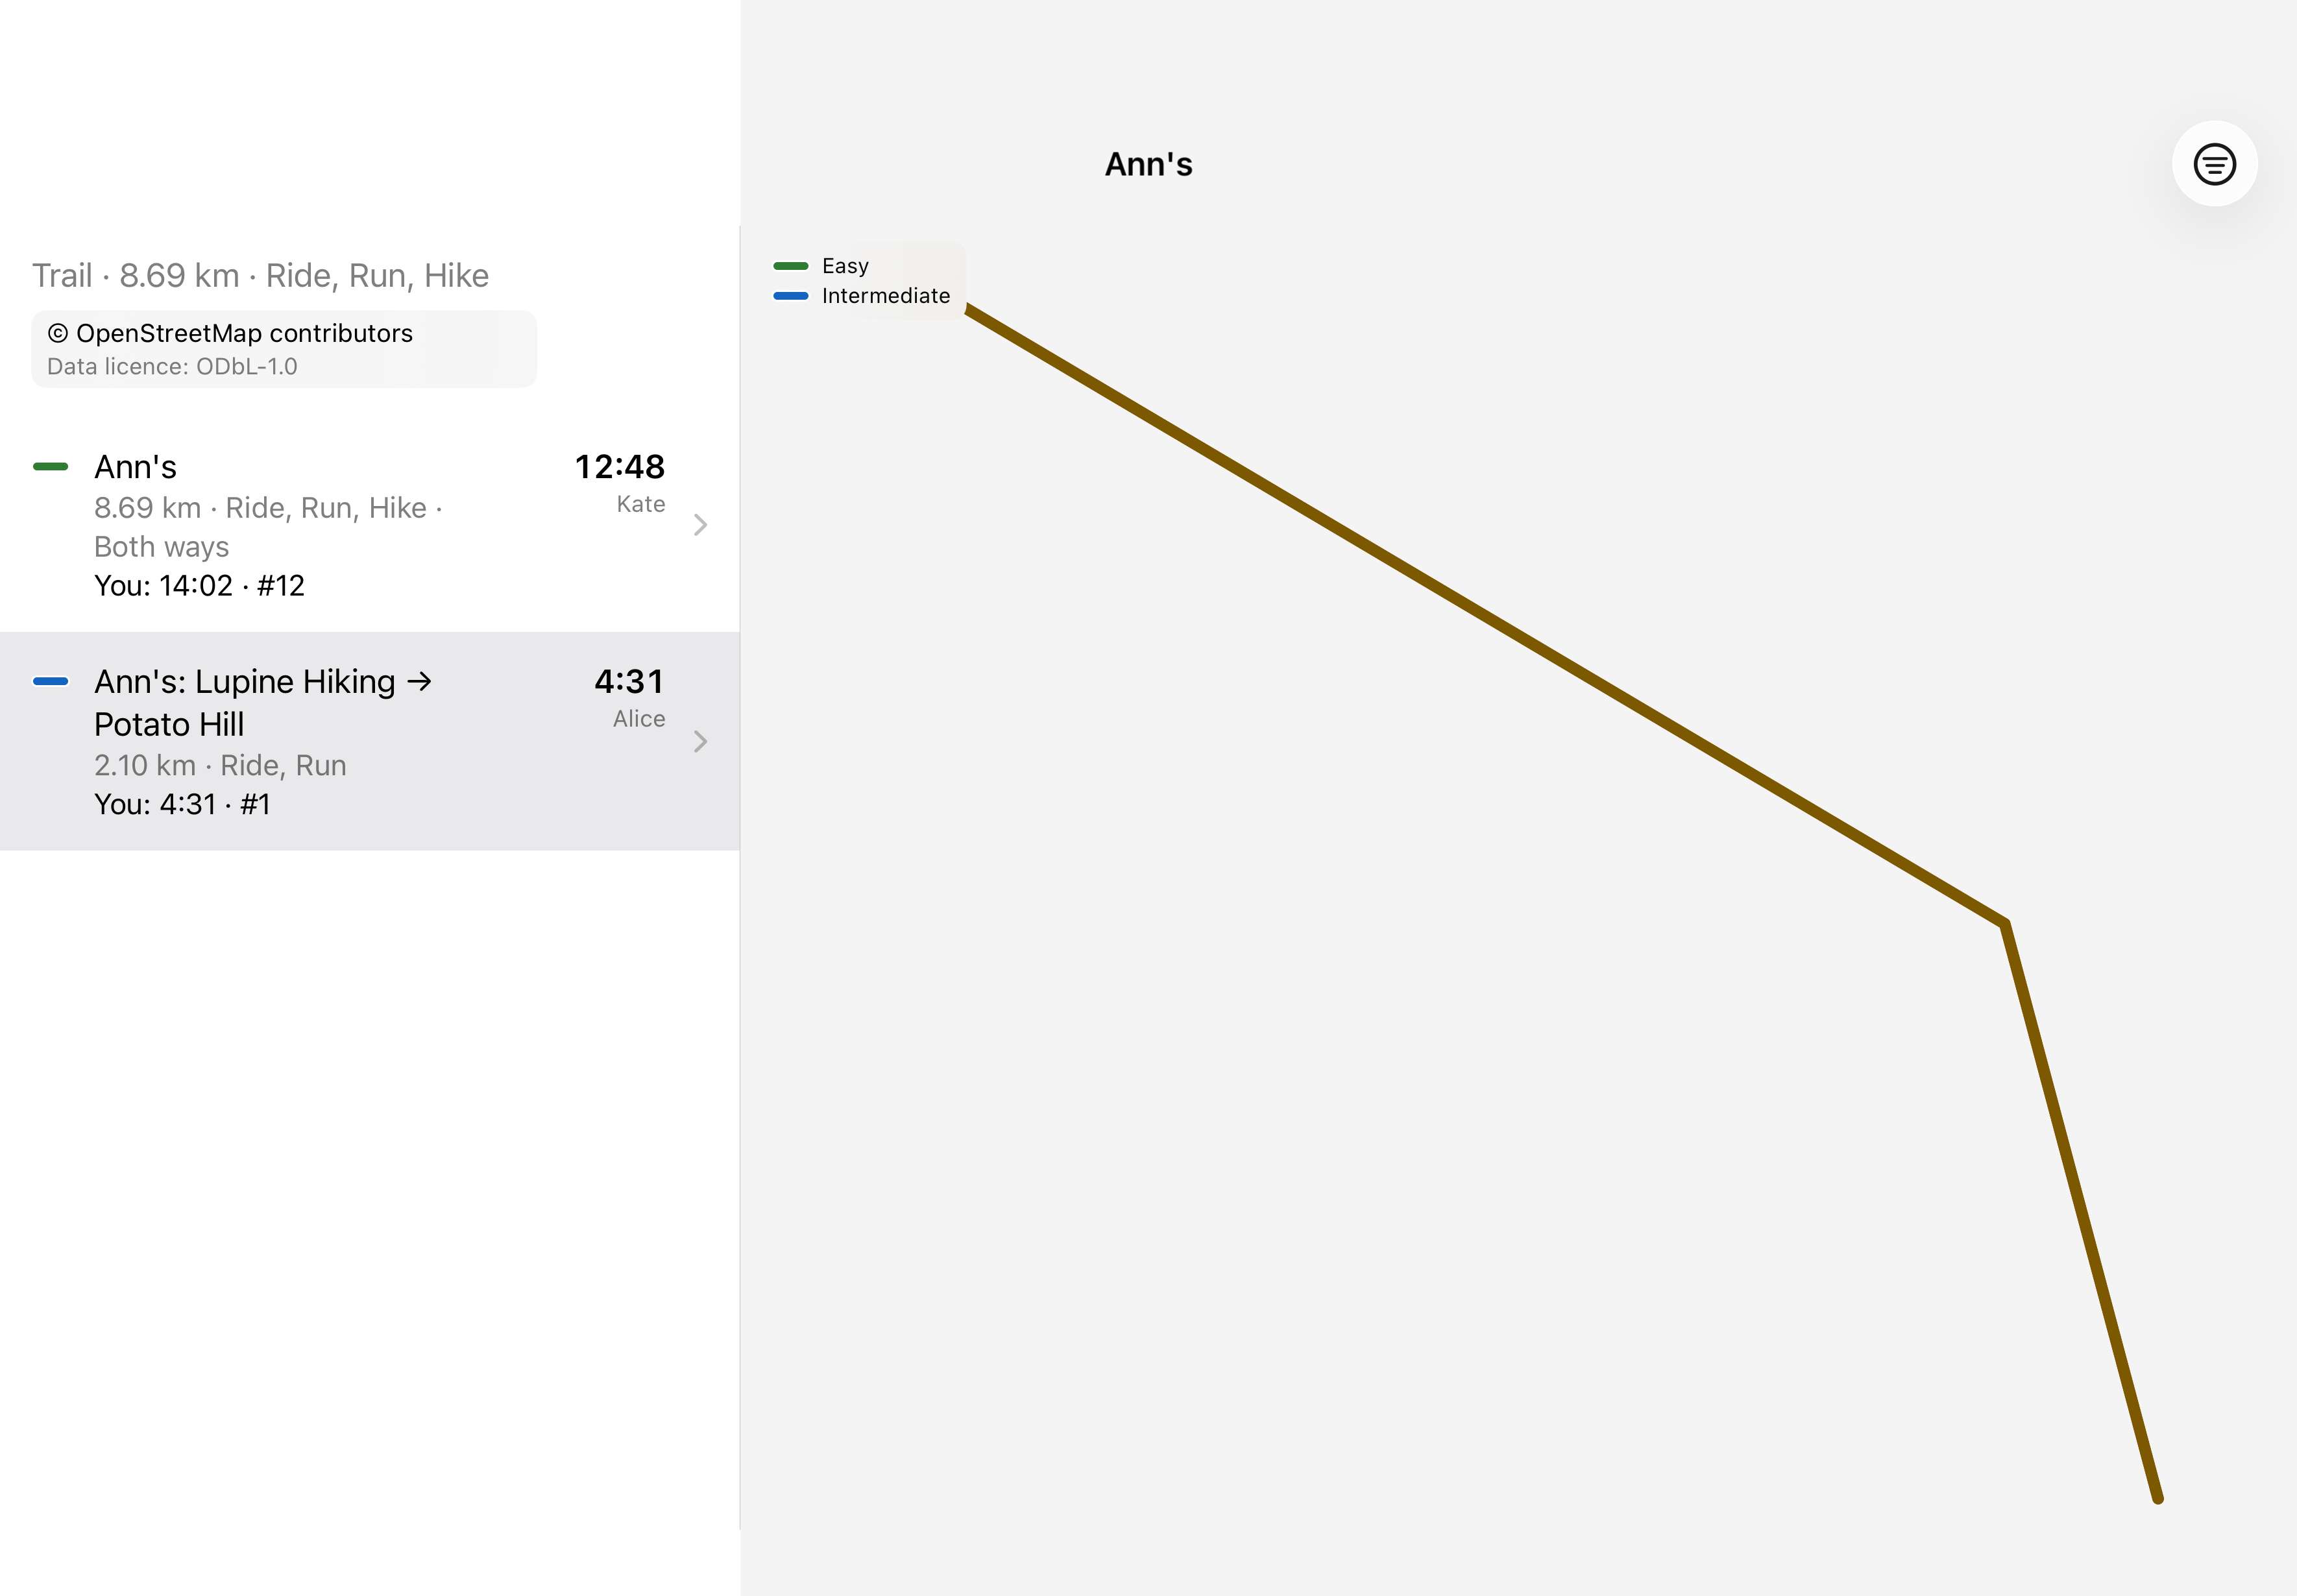 Ann's
Trail · 8.69 km · Ride, Run, Hike
© OpenStreetMap contributors
Data licence: ODbL-1.0
Ann's
12:48
8.69 km · Ride, Run, Hike ·
Kate
Both ways
You: 14:02 · #12
Ann's: Lupine Hiking →
4:31
Potato Hill
Alice
2.10 km · Ride, Run
You: 4:31 · #1
Easy
Intermediate